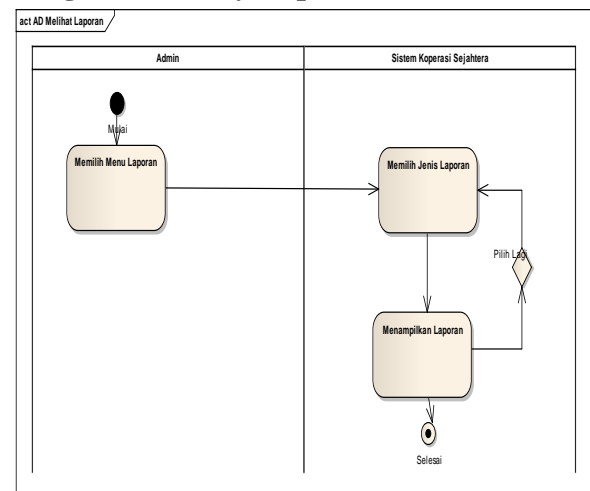 act AD Melihat Laporan
Admin
Sistem Koperasi Sejahtera
Mulai
Memilih Menu Laporan
Memilih Jenis Laporan
Pilih Lagi
Menampilkan Laporan
Selesai